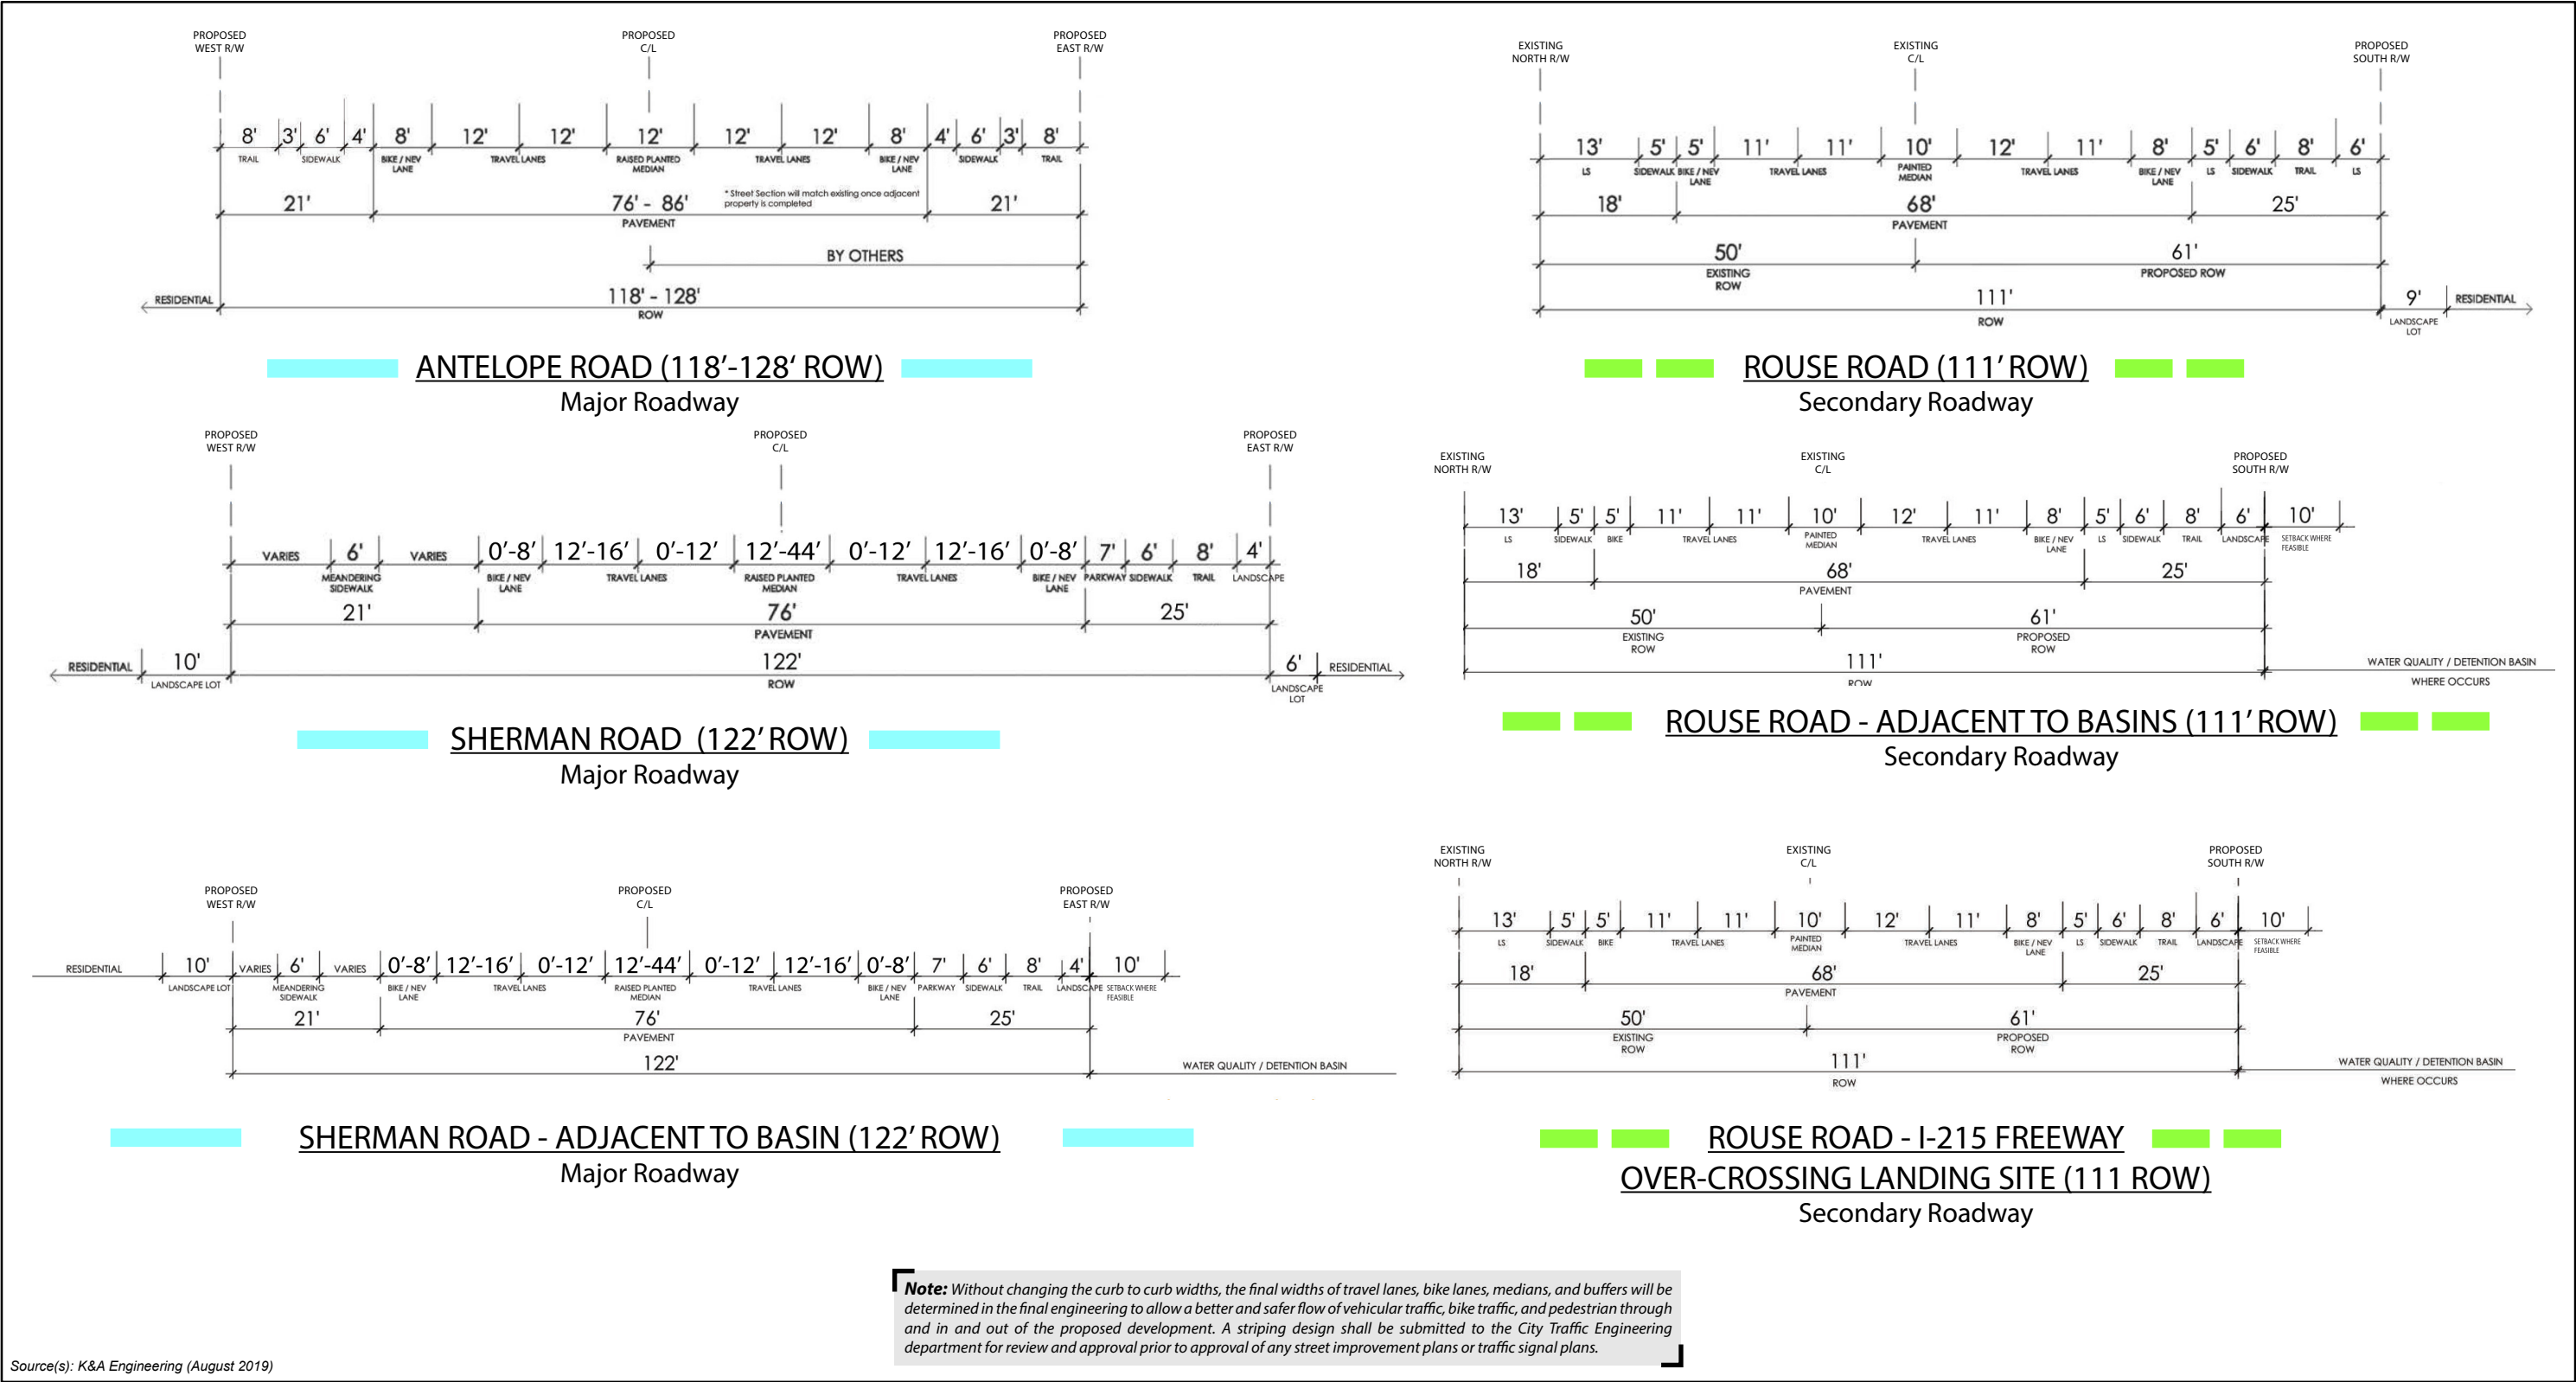 PROPOSED
WEST R/W
PROPOSED
C/L
PROPOSED
EAST R/W
8' 3' 6' 4' 8' 12' 12' 12' 12' 12' 8' 4' 6' 3' 8'
TRAIL SIDEWALK BIKE / NEV LANE TRAVEL LANES RAISED PLANTED MEDIAN TRAVEL LANES BIKE / NEV LANE SIDEWALK TRAIL
* Street Section will match existing once adjacent
property is completed
21' 76' - 86' 21'
PAVEMENT
BY OTHERS
RESIDENTIAL 118' - 128'
ROW
ANTELOPE ROAD (118’-128‘ ROW)
Major Roadway
EXISTING
NORTH R/W
EXISTING
C/L
PROPOSED
SOUTH R/W
13' 5' 5' 11' 11' 10' 12' 11' 8' 5' 6' 8' 6'
LS SIDEWALK BIKE / NEV LANE TRAVEL LANES PAINTED MEDIAN TRAVEL LANES BIKE / NEV LANE LS SIDEWALK TRAIL LS
18' 68' 25'
PAVEMENT
50' 61'
EXISTING ROW PROPOSED ROW
111' 9' RESIDENTIAL
ROW LANDSCAPE LOT
ROUSE ROAD (111’ ROW)
Secondary Roadway
PROPOSED
WEST R/W
PROPOSED
C/L
PROPOSED
EAST R/W
VARIES 6' VARIES 0’-8’ 12’-16’ 0’-12’ 12’-44’ 0’-12’ 12’-16’ 0’-8’ 7' 6' 8' 4'
MEANDERING SIDEWALK BIKE / NEV LANE TRAVEL LANES RAISED PLANTED MEDIAN TRAVEL LANES BIKE / NEV LANE PARKWAY SIDEWALK TRAIL LANDSCAPE
21' 76' 25'
PAVEMENT
RESIDENTIAL 10' 122' 6' RESIDENTIAL
LANDSCAPE LOT ROW LANDSCAPE LOT
SHERMAN ROAD (122’ ROW)
Major Roadway
EXISTING
NORTH R/W
EXISTING
C/L
PROPOSED
SOUTH R/W
13' 5' 5' 11' 11' 10' 12' 11' 8' 5' 6' 8' 6' 10'
LS SIDEWALK BIKE TRAVEL LANES PAINTED MEDIAN TRAVEL LANES BIKE / NEV LANE LS SIDEWALK TRAIL LANDSCAPE SETBACK WHERE FEASIBLE
18' 68' 25'
PAVEMENT
50' 61'
EXISTING ROW PROPOSED ROW
111' WATER QUALITY / DETENTION BASIN
ROW WHERE OCCURS
ROUSE ROAD - ADJACENT TO BASINS (111’ ROW)
Secondary Roadway
PROPOSED
WEST R/W
PROPOSED
C/L
PROPOSED
EAST R/W
RESIDENTIAL 10' VARIES 6' VARIES 0’-8’ 12’-16’ 0’-12’ 12’-44’ 0’-12’ 12’-16’ 0’-8’ 7' 6' 8' 4' 10'
LANDSCAPE LOT MEANDERING SIDEWALK BIKE / NEV LANE TRAVEL LANES RAISED PLANTED MEDIAN TRAVEL LANES BIKE / NEV LANE PARKWAY SIDEWALK TRAIL LANDSCAPE SETBACK WHERE FEASIBLE
21' 76' 25'
PAVEMENT
122' WATER QUALITY / DETENTION BASIN
SHERMAN ROAD - ADJACENT TO BASIN (122’ ROW)
Major Roadway
EXISTING
NORTH R/W
EXISTING
C/L
PROPOSED
SOUTH R/W
13' 5' 5' 11' 11' 10' 12' 11' 8' 5' 6' 8' 6' 10'
LS SIDEWALK BIKE TRAVEL LANES PAINTED MEDIAN TRAVEL LANES BIKE / NEV LANE LS SIDEWALK TRAIL LANDSCAPE SETBACK WHERE FEASIBLE
18' 68' 25'
PAVEMENT
50' 61'
EXISTING ROW PROPOSED ROW
111' WATER QUALITY / DETENTION BASIN
ROW WHERE OCCURS
ROUSE ROAD - I-215 FREEWAY
OVER-CROSSING LANDING SITE (111 ROW)
Secondary Roadway
Note: Without changing the curb to curb widths, the final widths of travel lanes, bike lanes, medians, and buffers will be
determined in the final engineering to allow a better and safer flow of vehicular traffic, bike traffic, and pedestrian through
and in and out of the proposed development. A striping design shall be submitted to the City Traffic Engineering
department for review and approval prior to approval of any street improvement plans or traffic signal plans.
Source(s): K&A Engineering (August 2019)